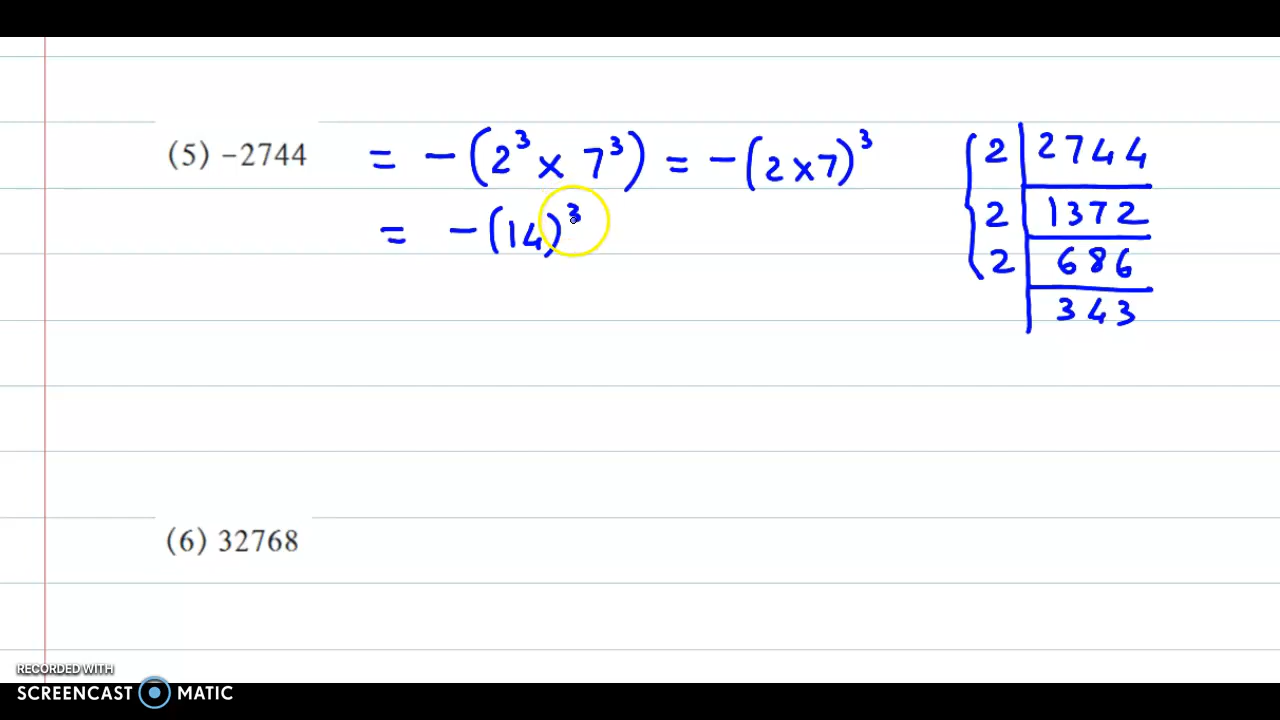 (5) -2744 = -(2³ × 7³) = -(2×7)³
= -(14)³
2 | 2744
2 | 1372
2 | 686
343
(6) 32768
RECORDED WITH
SCREENCAST MATIC